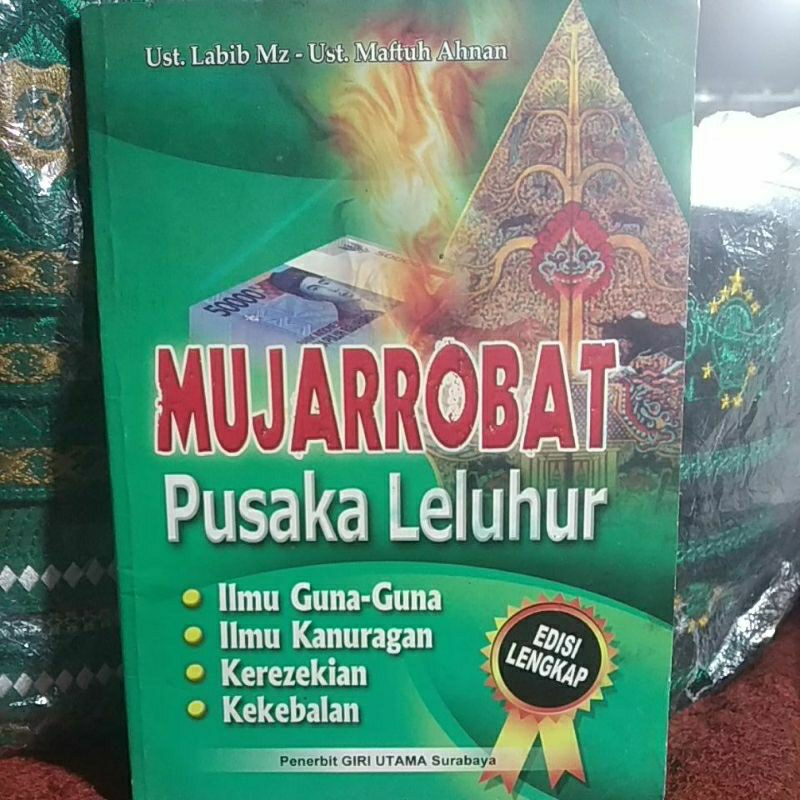 Ust. Labib Mz - Ust. Maftuh Ahnan
50000
MUJARROBAT
Pusaka Leluhur
Ilmu Guna-Guna
Ilmu Kanuragan
Kerezekian
Kekebalan
EDISI
LENGKAP
Penerbit GIRI UTAMA Surabaya